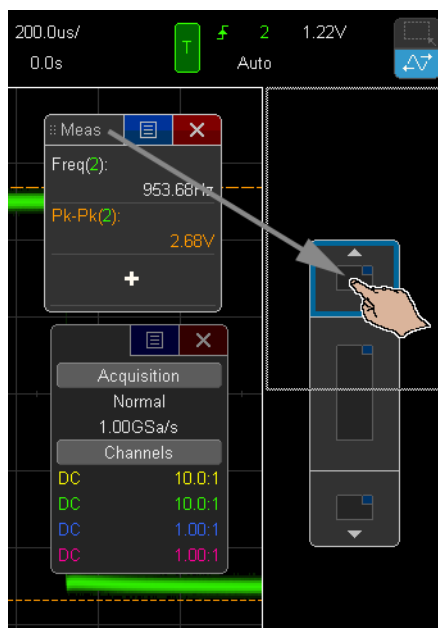 200.0us/ 2 1.22V
0.0s T Auto
Meas
Freq(2):
953.68Hz
Pk-Pk(2):
2.68V
+
Acquisition
Normal
1.00GSa/s
Channels
DC 10.0:1
DC 10.0:1
DC 1.00:1
DC 1.00:1